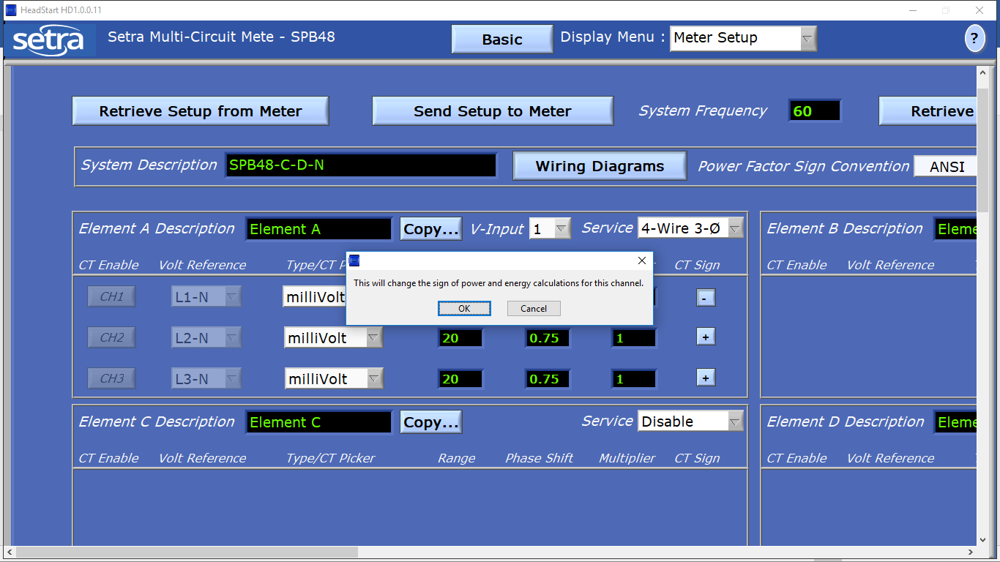 HeadStart HD1.0.0.11
setra Setra Multi-Circuit Mete - SPB48 Basic Display Menu : Meter Setup ?
Retrieve Setup from Meter Send Setup to Meter System Frequency 60 Retrieve
System Description SPB48-C-D-N Wiring Diagrams Power Factor Sign Convention ANSI
Element A Description Element A Copy... V-Input 1 Service 4-Wire 3-Ø Element B Description
CT Enable Volt Reference Type/CT CT Sign CT Enable Volt Reference
This will change the sign of power and energy calculations for this channel.
CH1 L1-N milliVolt -
OK Cancel
CH2 L2-N milliVolt 20 0.75 1 +
CH3 L3-N milliVolt 20 0.75 1 +
Element C Description Element C Copy... Service Disable Element D Description
CT Enable Volt Reference Type/CT Picker Range Phase Shift Multiplier CT Sign CT Enable Volt Reference